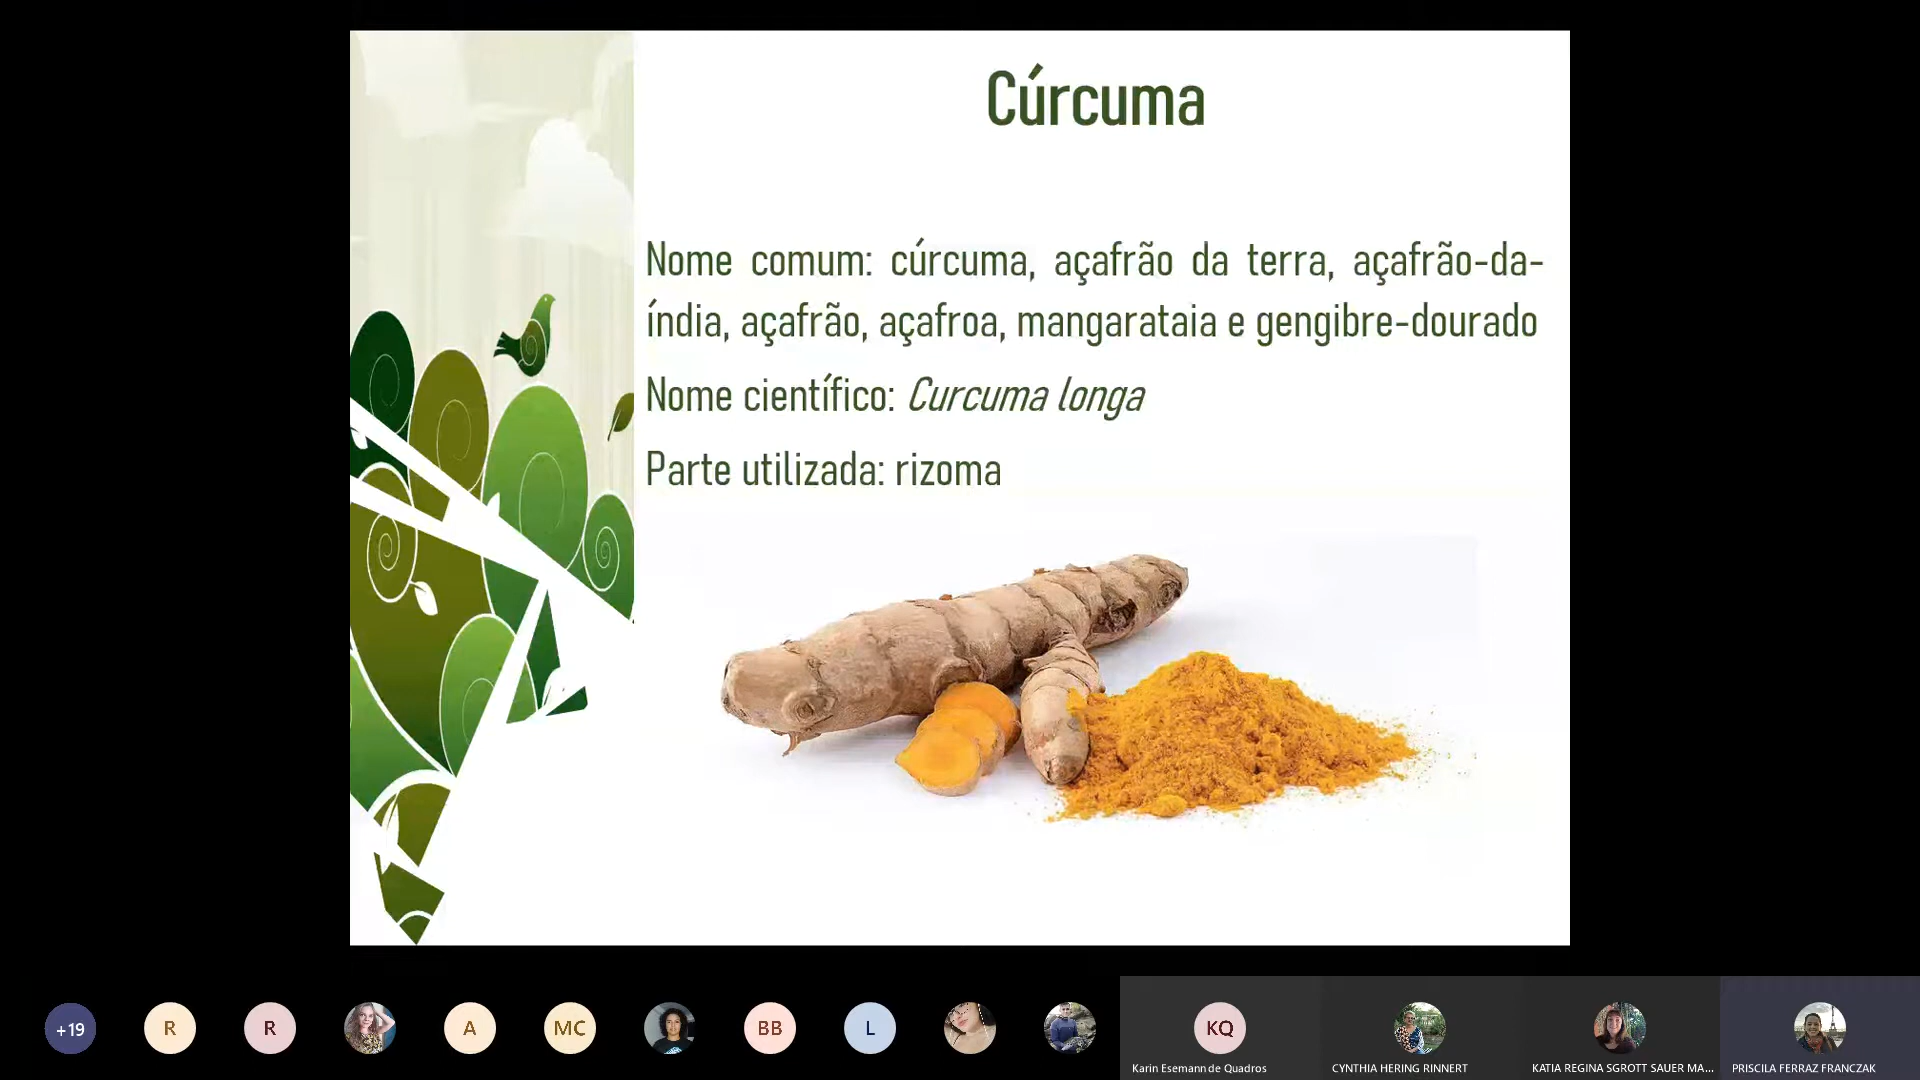 Cúrcuma
Nome comum: cúrcuma, açafrão da terra, açafrão-da-
índia, açafrão, açafroa, mangarataia e gengibre-dourado
Nome científico: Curcuma longa
Parte utilizada: rizoma
+19
R
R
A
MC
BB
L
KQ
Karin Esemann de Quadros
CYNTHIA HERING RINNERT
KATIA REGINA SGROTT SAUER MA...
PRISCILA FERRAZ FRANCZAK